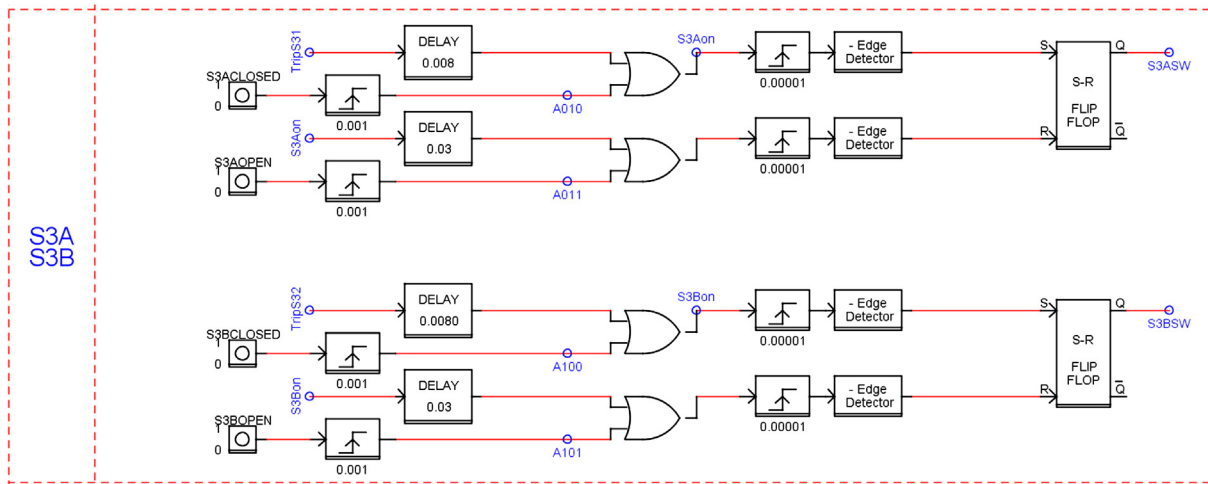 S3A
S3B
TripS31
DELAY
0.008
S3ACLOSED
1
0
0.001
A010
S3Aon
0.00001
- Edge
Detector
S
Q
S3ASW
S-R
FLIP
FLOP
R
Q
S3Aon
DELAY
0.03
S3AOPEN
1
0
0.001
A011
0.00001
- Edge
Detector
TripS32
DELAY
0.0080
S3BCLOSED
1
0
0.001
A100
S3Bon
0.00001
- Edge
Detector
S
Q
S3BSW
S-R
FLIP
FLOP
R
Q
S3Bon
DELAY
0.03
S3BOPEN
1
0
0.001
A101
0.00001
- Edge
Detector